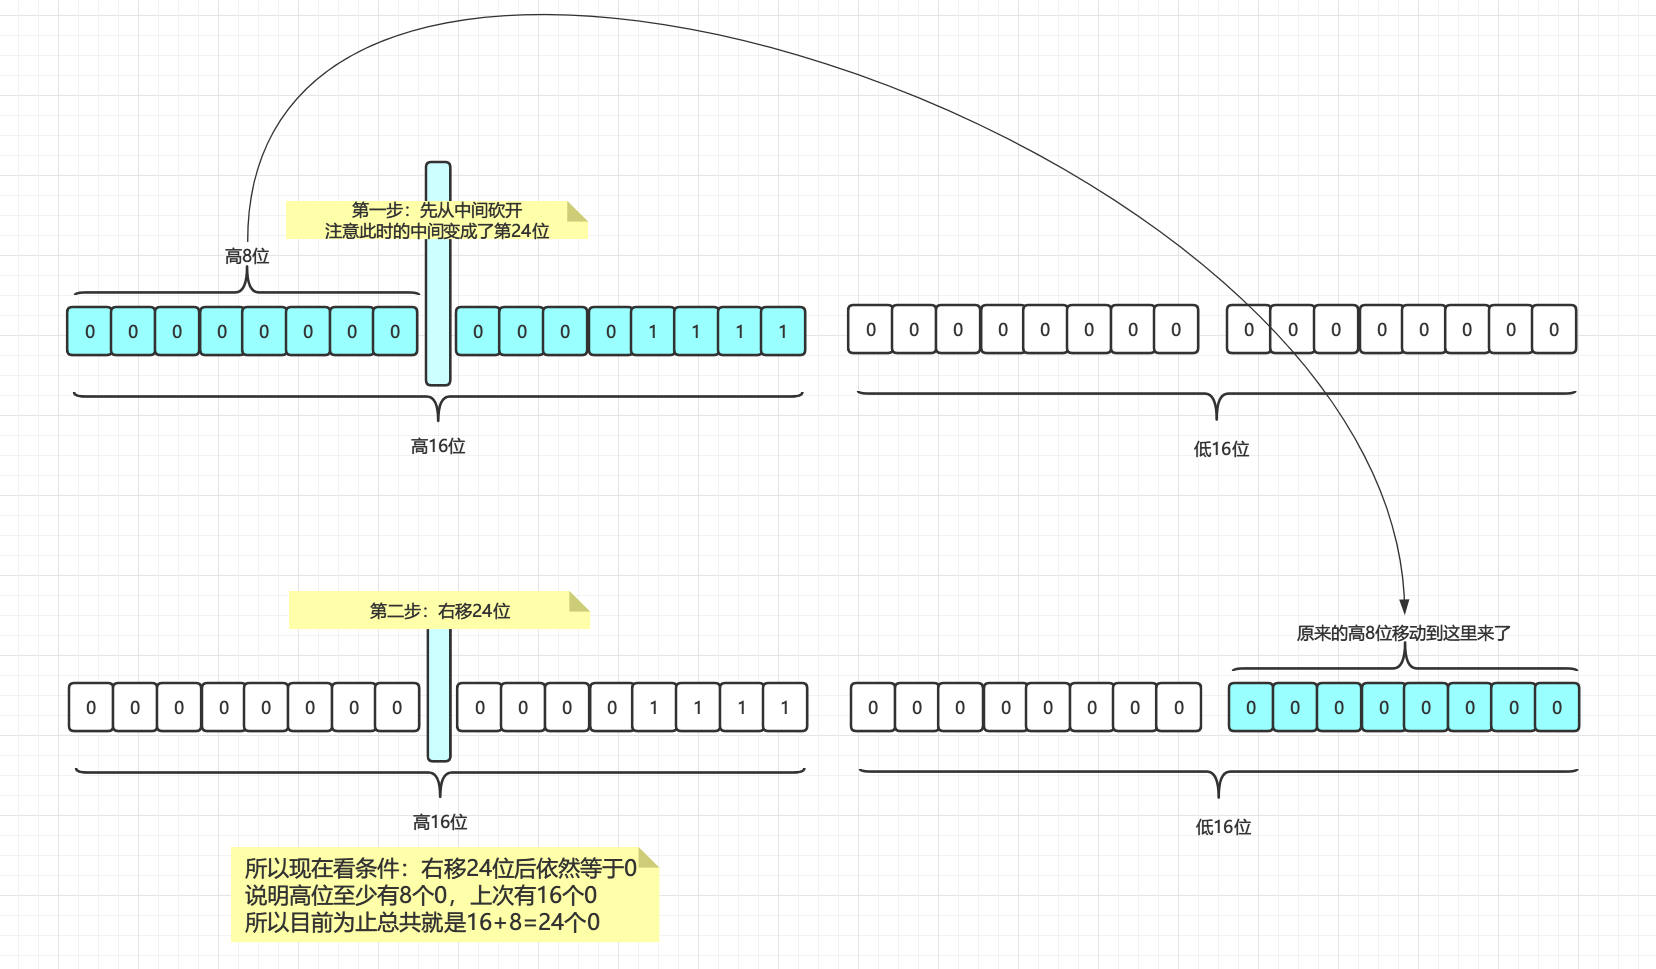 第一步：先从中间砍开
注意此时的中间变成了第24位
高8位
0 0 0 0 0 0 0 0 0 0 0 0 1 1 1 1 0 0 0 0 0 0 0 0 0 0 0 0 0 0 0 0
高16位
低16位
第二步：右移24位
原来的高8位移动到这里来了
0 0 0 0 0 0 0 0 0 0 0 0 1 1 1 1 0 0 0 0 0 0 0 0 0 0 0 0 0 0 0 0
高16位
低16位
所以现在看条件：右移24位后依然等于0
说明高位至少有8个0，上次有16个0
所以目前为止总共就是16+8=24个0